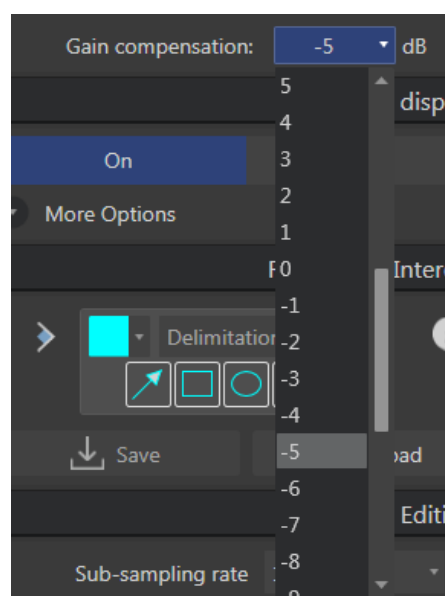 Gain compensation: -5 dB
5
disp
4
On 3
2
More Options
1
F 0 Inter
-1
Delimitation -2
-3
-4
Save -5 oad
-6
-7 Editi
-8
Sub-sampling rate
-9